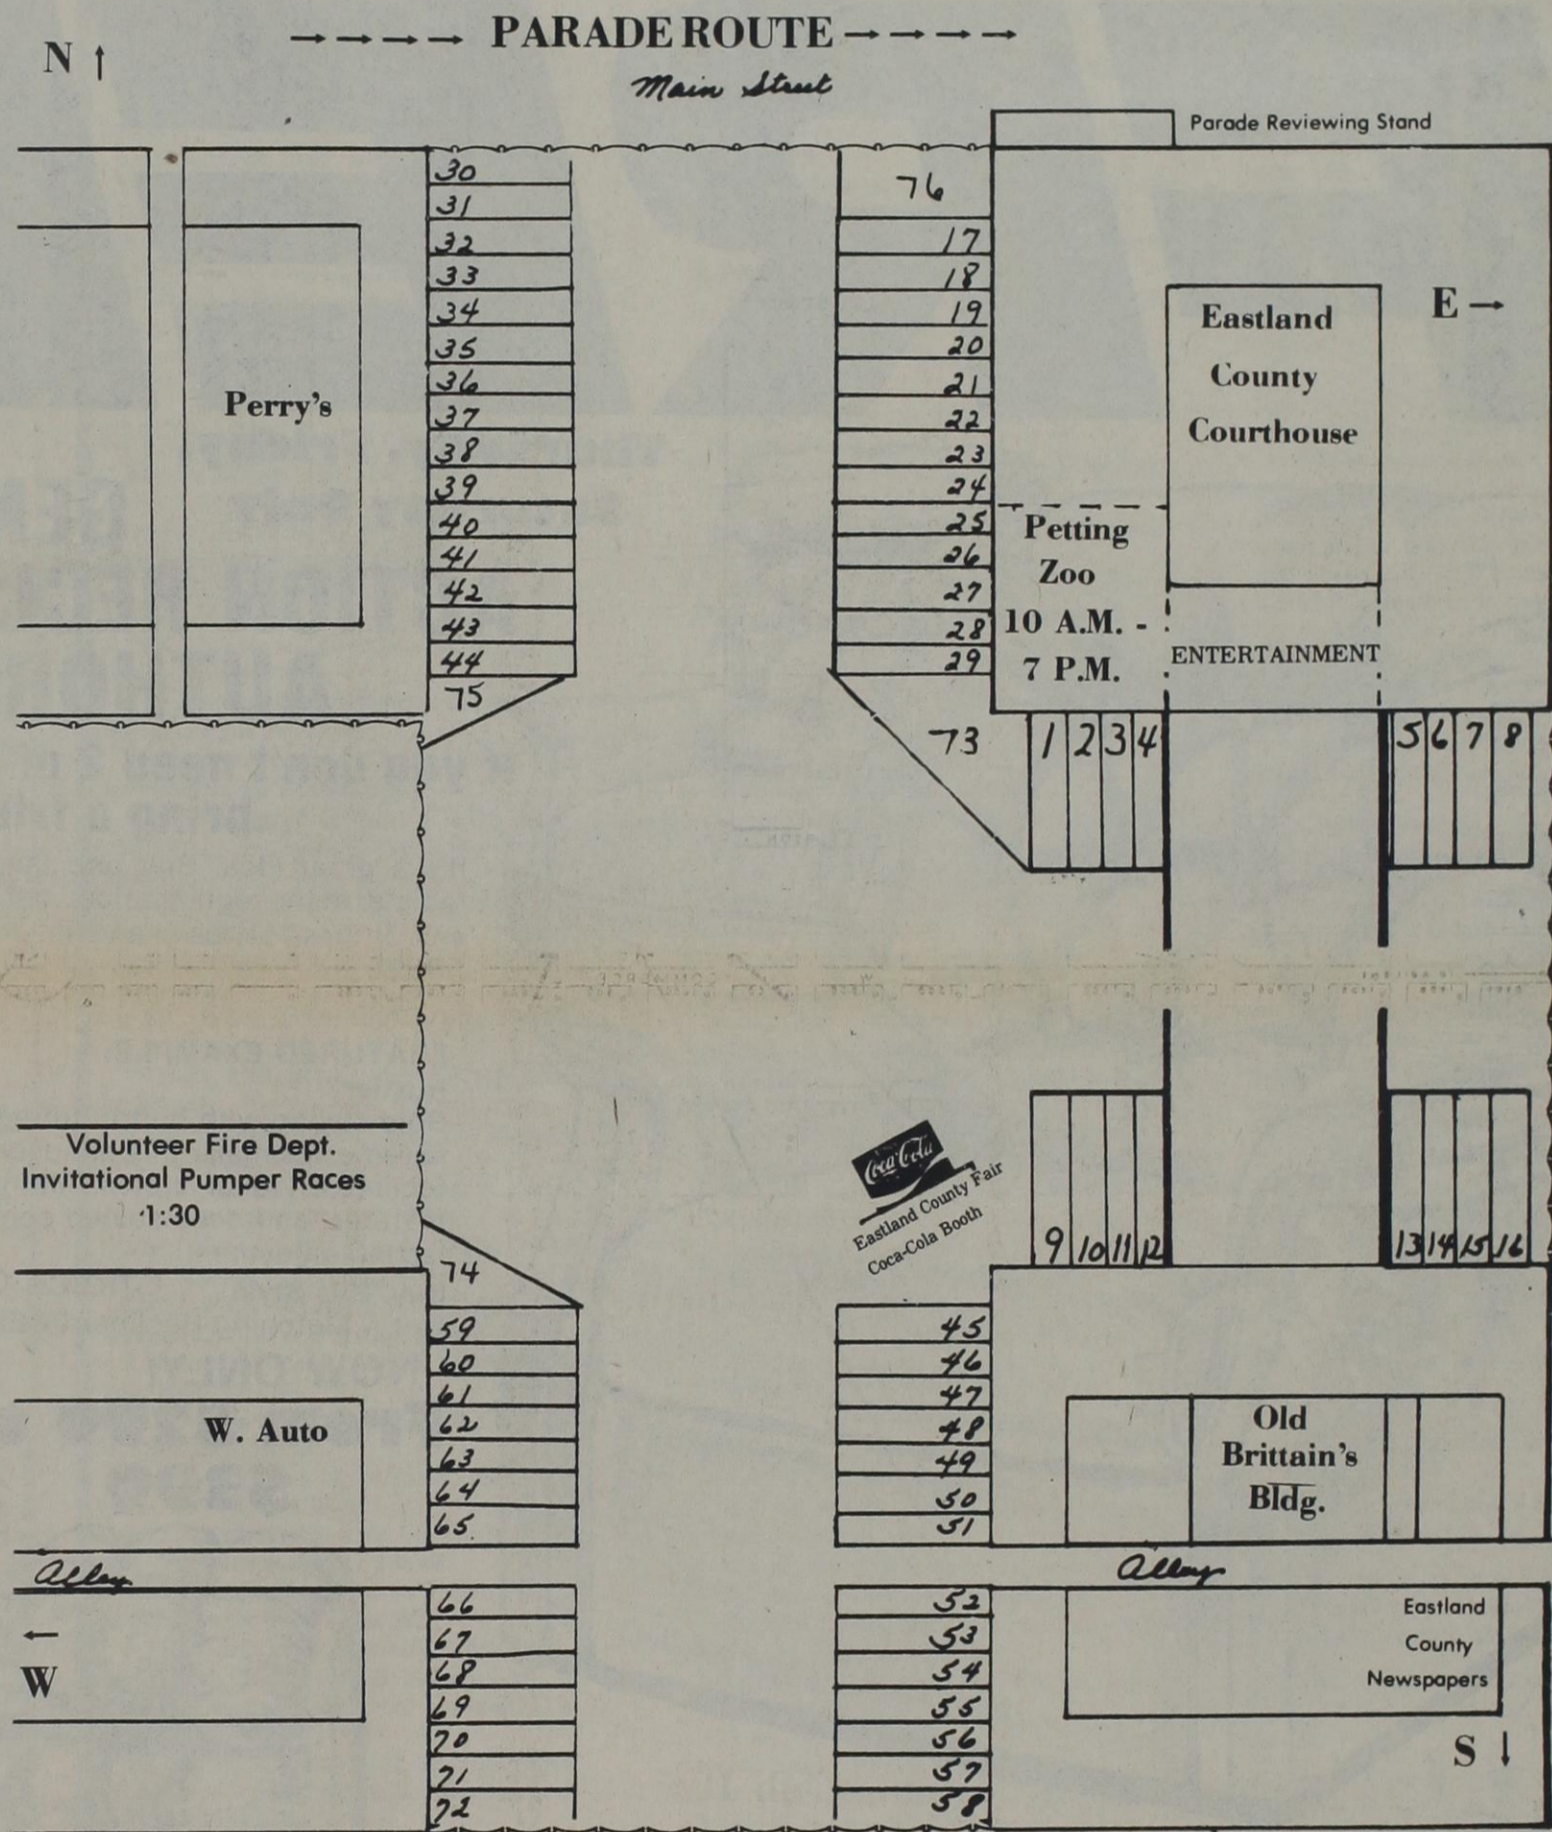 → → → → → PARADE ROUTE → → → → →
N ↑
Main Street
Parade Reviewing Stand
30
31
32
33
34
35
36
37
38
39
40
41
42
43
44
75
76
17
18
19
20
21
22
23
24
25
26
27
28
29
73
Perry's
Eastland
County
Courthouse
E →
Petting
Zoo
10 A.M. -
7 P.M.
ENTERTAINMENT
1 2 3 4
5 6 7 8
Volunteer Fire Dept.
Invitational Pumper Races
1:30
Coca-Cola
Eastland County Fair
Coca-Cola Booth
9 10 11 12
13 14 15 16
74
59
60
61
62
63
64
65
45
46
47
48
49
50
51
W. Auto
Old
Brittain's
Bldg.
Alley
Alley
66
67
68
69
70
71
72
52
53
54
55
56
57
58
←
W
Eastland
County
Newspapers
S ↓